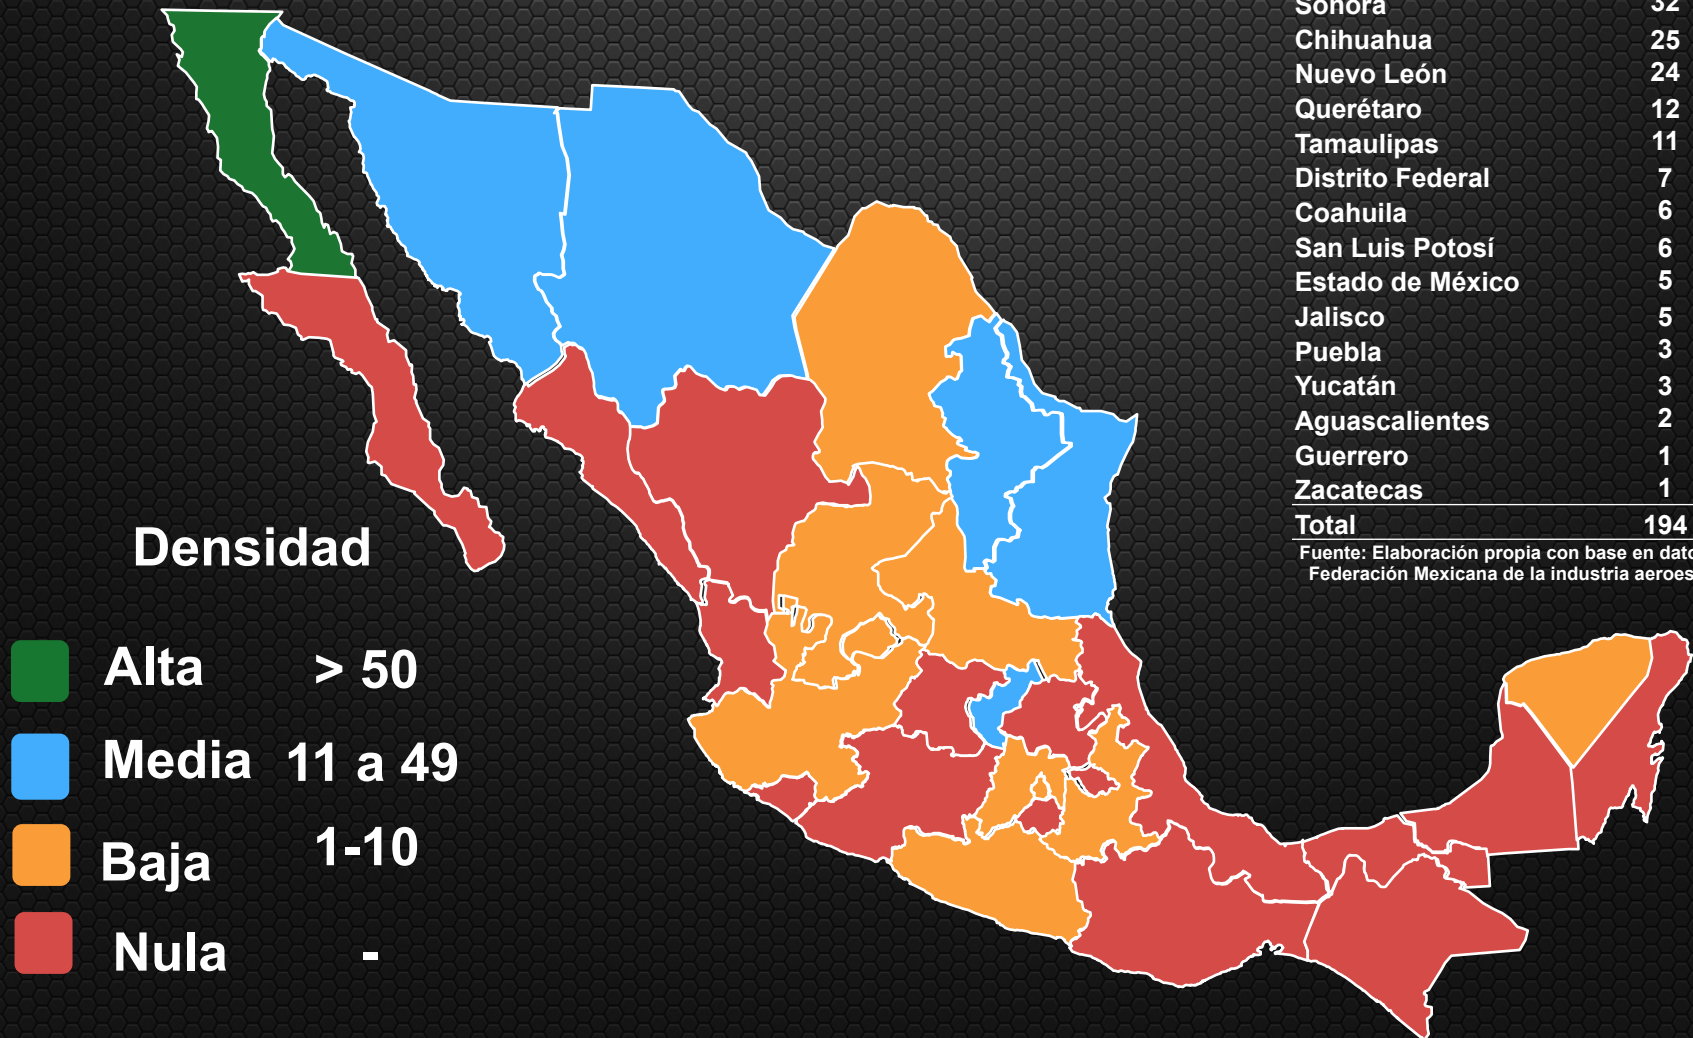 Sonora 32
Chihuahua 25
Nuevo León 24
Querétaro 12
Tamaulipas 11
Distrito Federal 7
Coahuila 6
San Luis Potosí 6
Estado de México 5
Jalisco 5
Puebla 3
Yucatán 3
Aguascalientes 2
Guerrero 1
Zacatecas 1
Total 194
Fuente: Elaboración propia con base en dato
Federación Mexicana de la industria aeroes
Densidad
Alta > 50
Media 11 a 49
Baja 1-10
Nula -